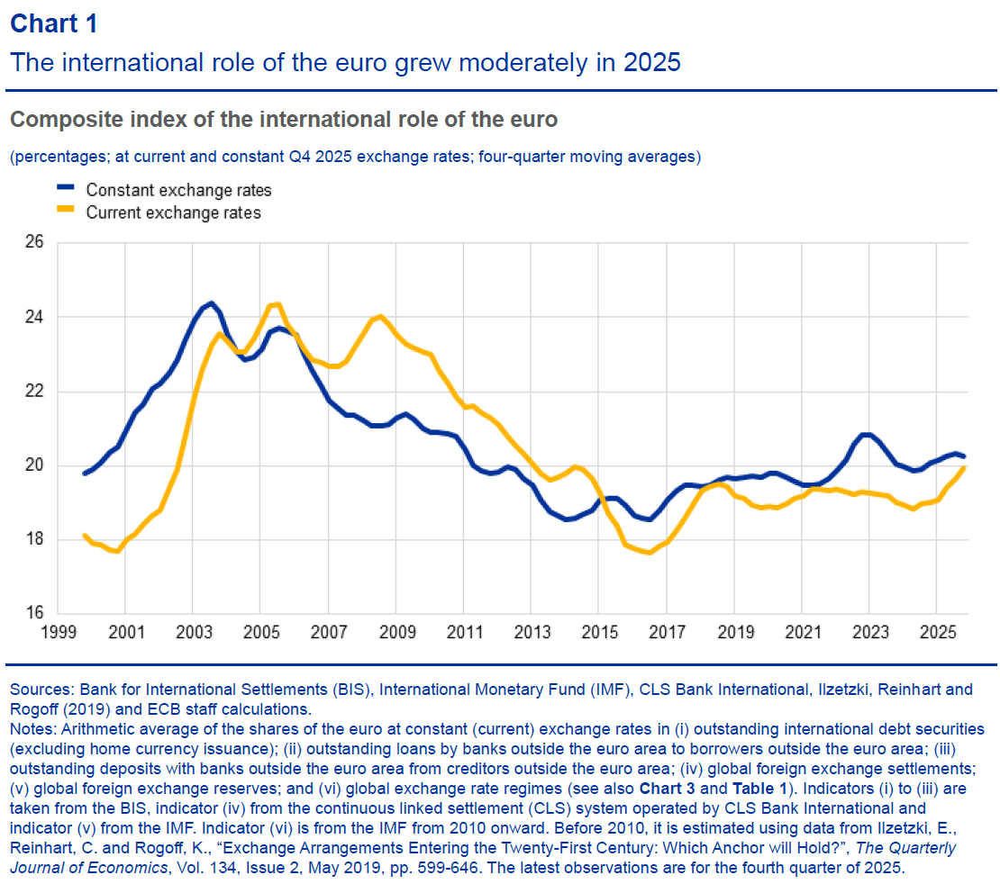 Chart 1
The international role of the euro grew moderately in 2025
Composite index of the international role of the euro
(percentages; at current and constant Q4 2025 exchange rates; four-quarter moving averages)
Constant exchange rates
Current exchange rates
26
24
22
20
18
16
1999 2001 2003 2005 2007 2009 2011 2013 2015 2017 2019 2021 2023 2025
Sources: Bank for International Settlements (BIS), International Monetary Fund (IMF), CLS Bank International, Ilzetzki, Reinhart and
Rogoff (2019) and ECB staff calculations.
Notes: Arithmetic average of the shares of the euro at constant (current) exchange rates in (i) outstanding international debt securities
(excluding home currency issuance); (ii) outstanding loans by banks outside the euro area to borrowers outside the euro area; (iii)
outstanding deposits with banks outside the euro area from creditors outside the euro area; (iv) global foreign exchange settlements;
(v) global foreign exchange reserves; and (vi) global exchange rate regimes (see also Chart 3 and Table 1). Indicators (i) to (iii) are
taken from the BIS, indicator (iv) from the continuous linked settlement (CLS) system operated by CLS Bank International and
indicator (v) from the IMF. Indicator (vi) is from the IMF from 2010 onward. Before 2010, it is estimated using data from Ilzetzki, E.,
Reinhart, C. and Rogoff, K., “Exchange Arrangements Entering the Twenty-First Century: Which Anchor will Hold?”, The Quarterly
Journal of Economics, Vol. 134, Issue 2, May 2019, pp. 599-646. The latest observations are for the fourth quarter of 2025.